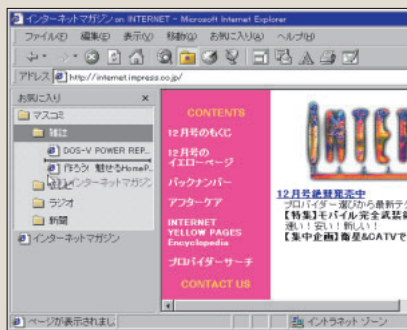 インターネットマガジン on INTERNET - Microsoft Internet Explorer
ファイル(F) 編集(E) 表示(V) 移動(G) お気に入り(A) ヘルプ(H)
アドレス http://internet.impress.co.jp/
お気に入り ×
マスコミ
雑誌
DOS-V POWER REP...
作ろう! 魅せるHomeP...
インターネットマガジン
ラジオ
新聞
インターネットマガジン
CONTENTS
12月号のもくじ
12月号の
イエローページ
バックナンバー
アフターケア
INTERNET
YELLOW PAGES
Encyclopedia
プロバイダーサーチ
CONTACT US
INTE
12月号絶賛発売中
プロバイダー選びから最新テク
【特集】モバイル完全武装術
速い!安い!新しい!
【集中企画】衛星&CATVで
ページが表示されまし
イントラネット ゾーン